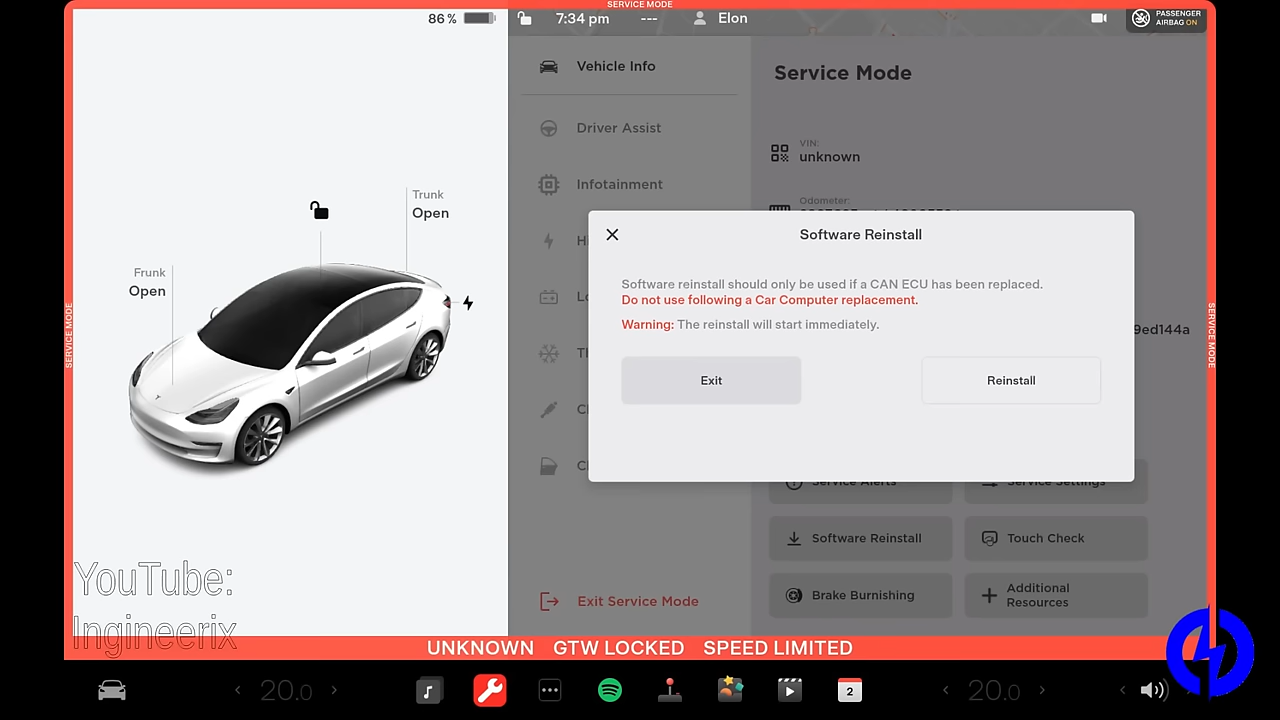 SERVICE MODE
86 %
7:34 pm
---
Elon
PASSENGER
AIRBAG ON
Vehicle Info
Driver Assist
Infotainment
Service Mode
VIN:
unknown
Odometer:
Trunk
Open
Frunk
Open
SERVICE MODE
SERVICE MODE
Software Reinstall
Software reinstall should only be used if a CAN ECU has been replaced.
Do not use following a Car Computer replacement.
Warning: The reinstall will start immediately.
Exit
Reinstall
9ed144a
Service Alerts
Service Settings
Software Reinstall
Touch Check
Brake Burnishing
Additional
Resources
Exit Service Mode
YouTube:
Ingineerix
UNKNOWN GTW LOCKED SPEED LIMITED
20.0
2
20.0